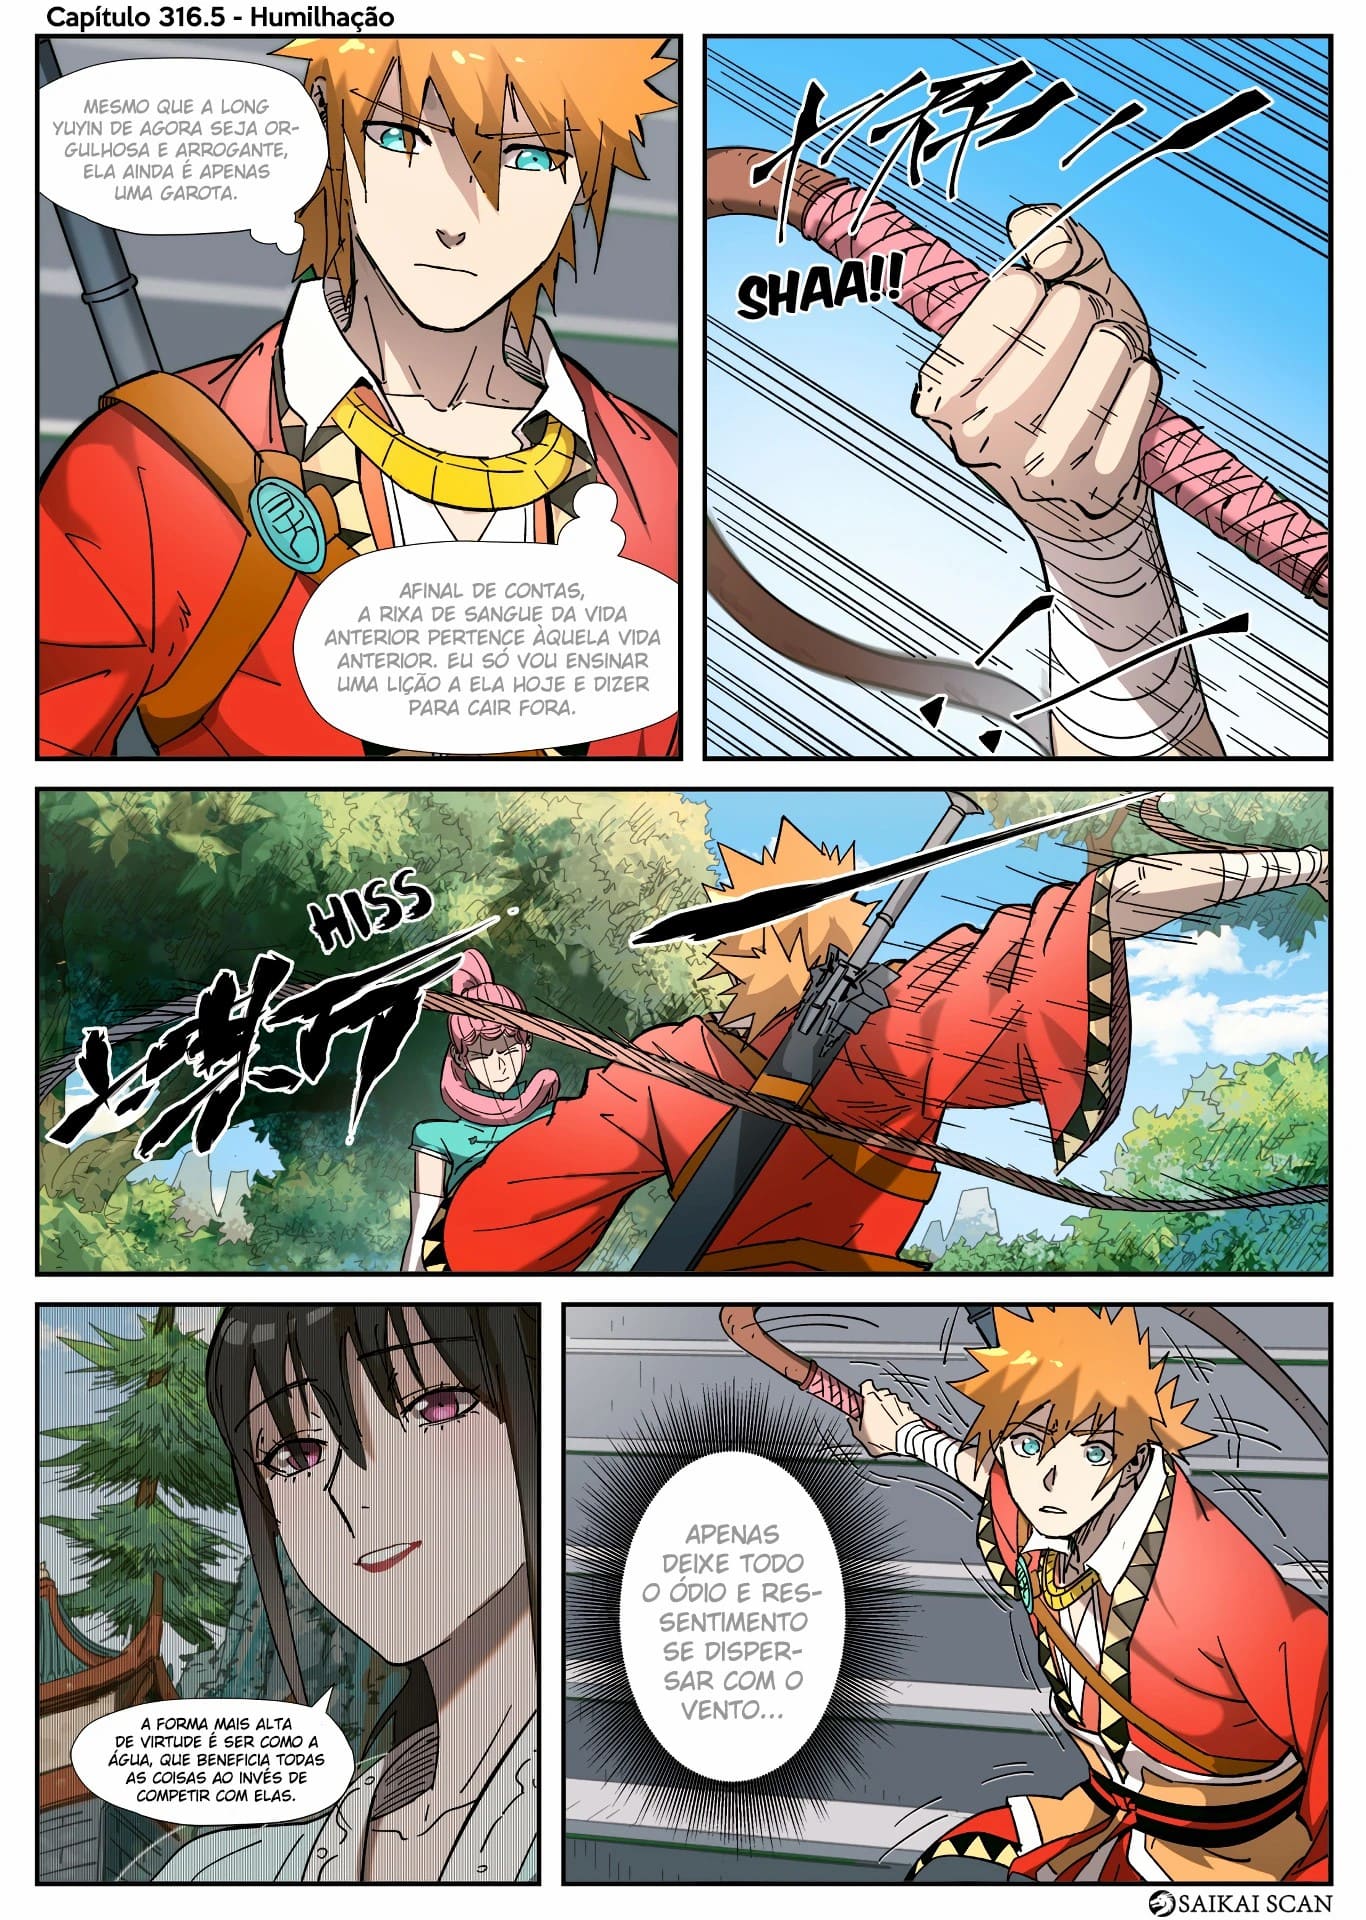 Capítulo 316.5 - Humilhação
MESMO QUE A LONG
YUYIN DE AGORA SEJA OR-
GULHOSA E ARROGANTE,
ELA AINDA É APENAS
UMA GAROTA.
AFINAL DE CONTAS,
A RIXA DE SANGUE DA VIDA
ANTERIOR PERTENCE ÀQUELA VIDA
ANTERIOR. EU SÓ VOU ENSINAR
UMA LIÇÃO A ELA HOJE E DIZER
PARA CAIR FORA.
SHAA!!
HISS
A FORMA MAIS ALTA
DE VIRTUDE É SER COMO A
ÁGUA, QUE BENEFICIA TODAS
AS COISAS AO INVÉS DE
COMPETIR COM ELAS.
APENAS
DEIXE TODO
O ÓDIO E RES-
SENTIMENTO
SE DISPER-
SAR COM O
VENTO...
SAIKAI SCAN